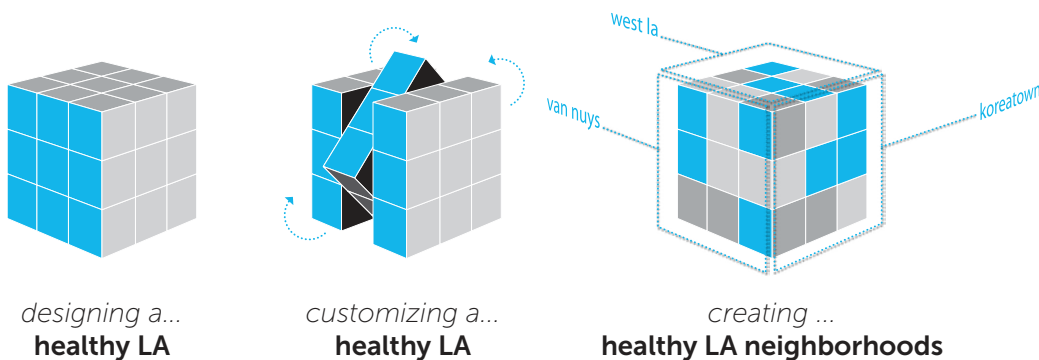 west la
van nuys
koreatown
designing a...
healthy LA
customizing a...
healthy LA
creating ...
healthy LA neighborhoods